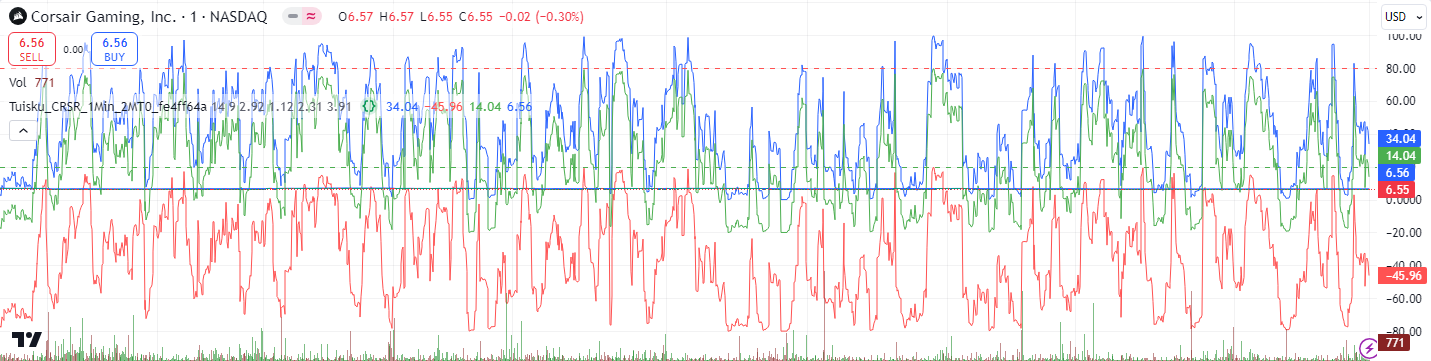 Corsair Gaming, Inc. · 1 · NASDAQ O6.57 H6.57 L6.55 C6.55 −0.02 (−0.30%)
USD
6.56 SELL
0.00
6.56 BUY
Vol 771
Tuisku_CRSR_1Min_2MT0_fe4ff64a 14 9 2.92 1.12 2.31 3.91 {} 34.04 −45.96 14.04 6.56
100.00
80.00
60.00
34.04
14.04
6.56
6.55
0.0000
−20.00
−40.00
−45.96
−60.00
−80.00
771